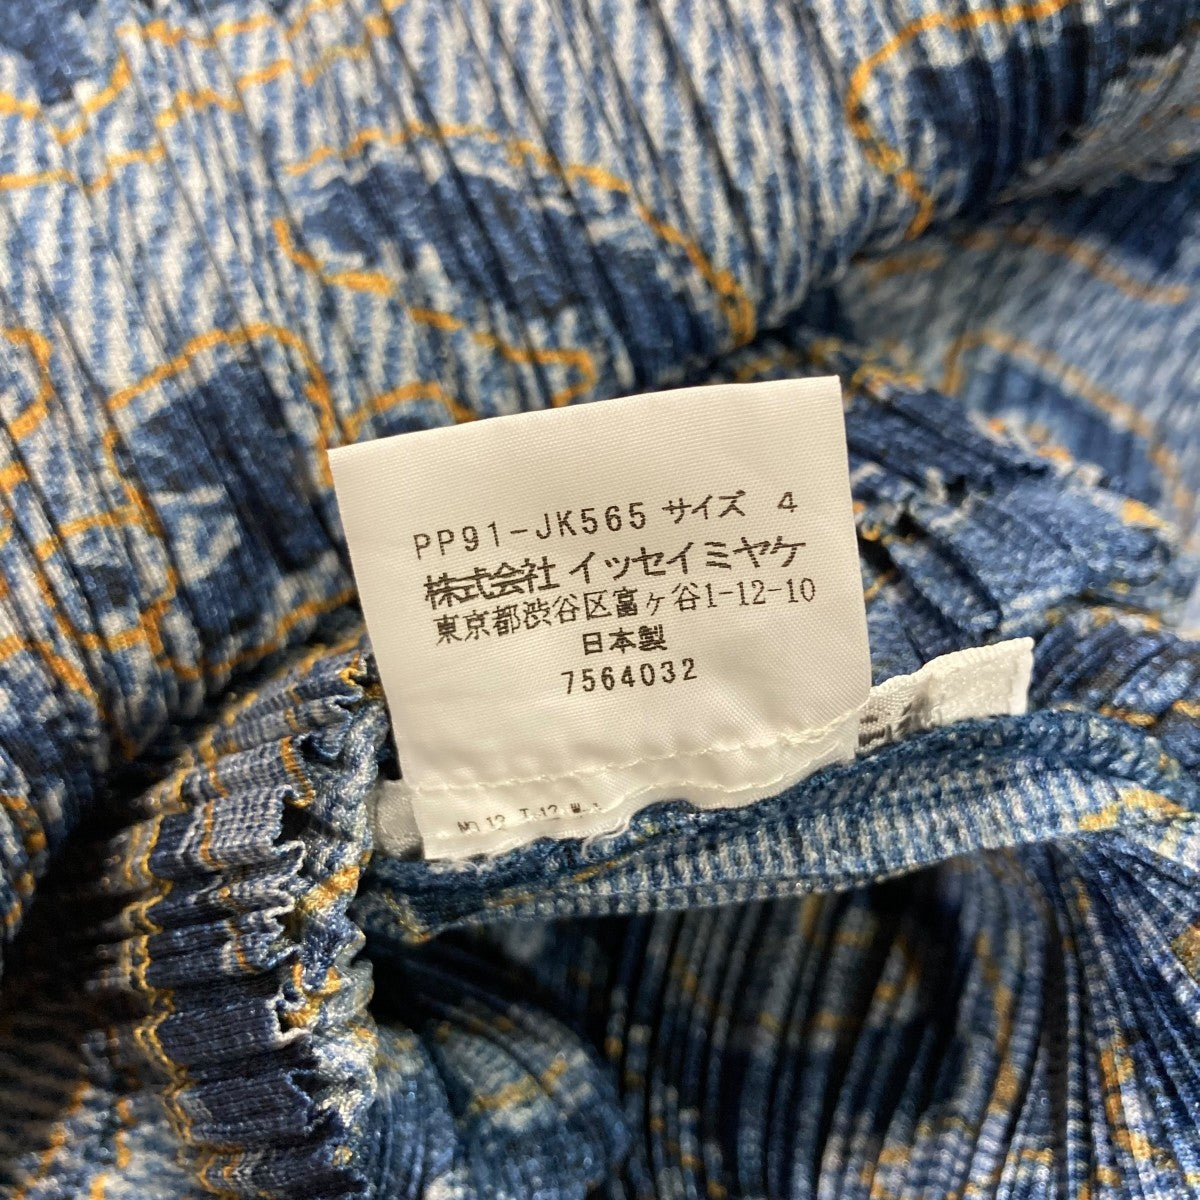 PP91-JK565 サイズ 4
株式会社 イッセイミヤケ
東京都渋谷区富ヶ谷1-12-10
日本製
7564032